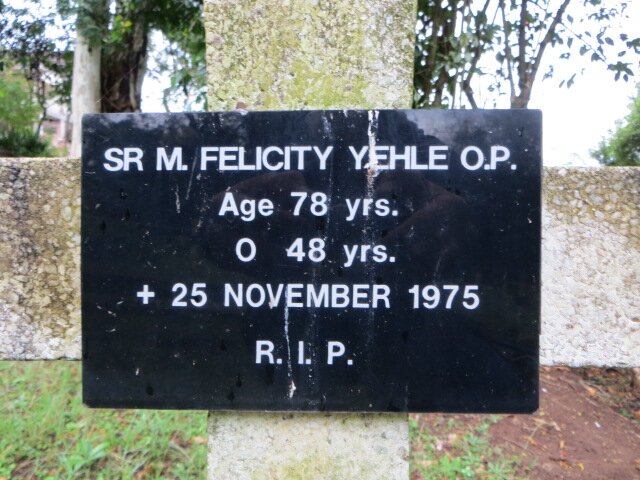 SR M. FELICITY YEHLE O.P.
Age 78 yrs.
O 48 yrs.
+ 25 NOVEMBER 1975
R. I. P.